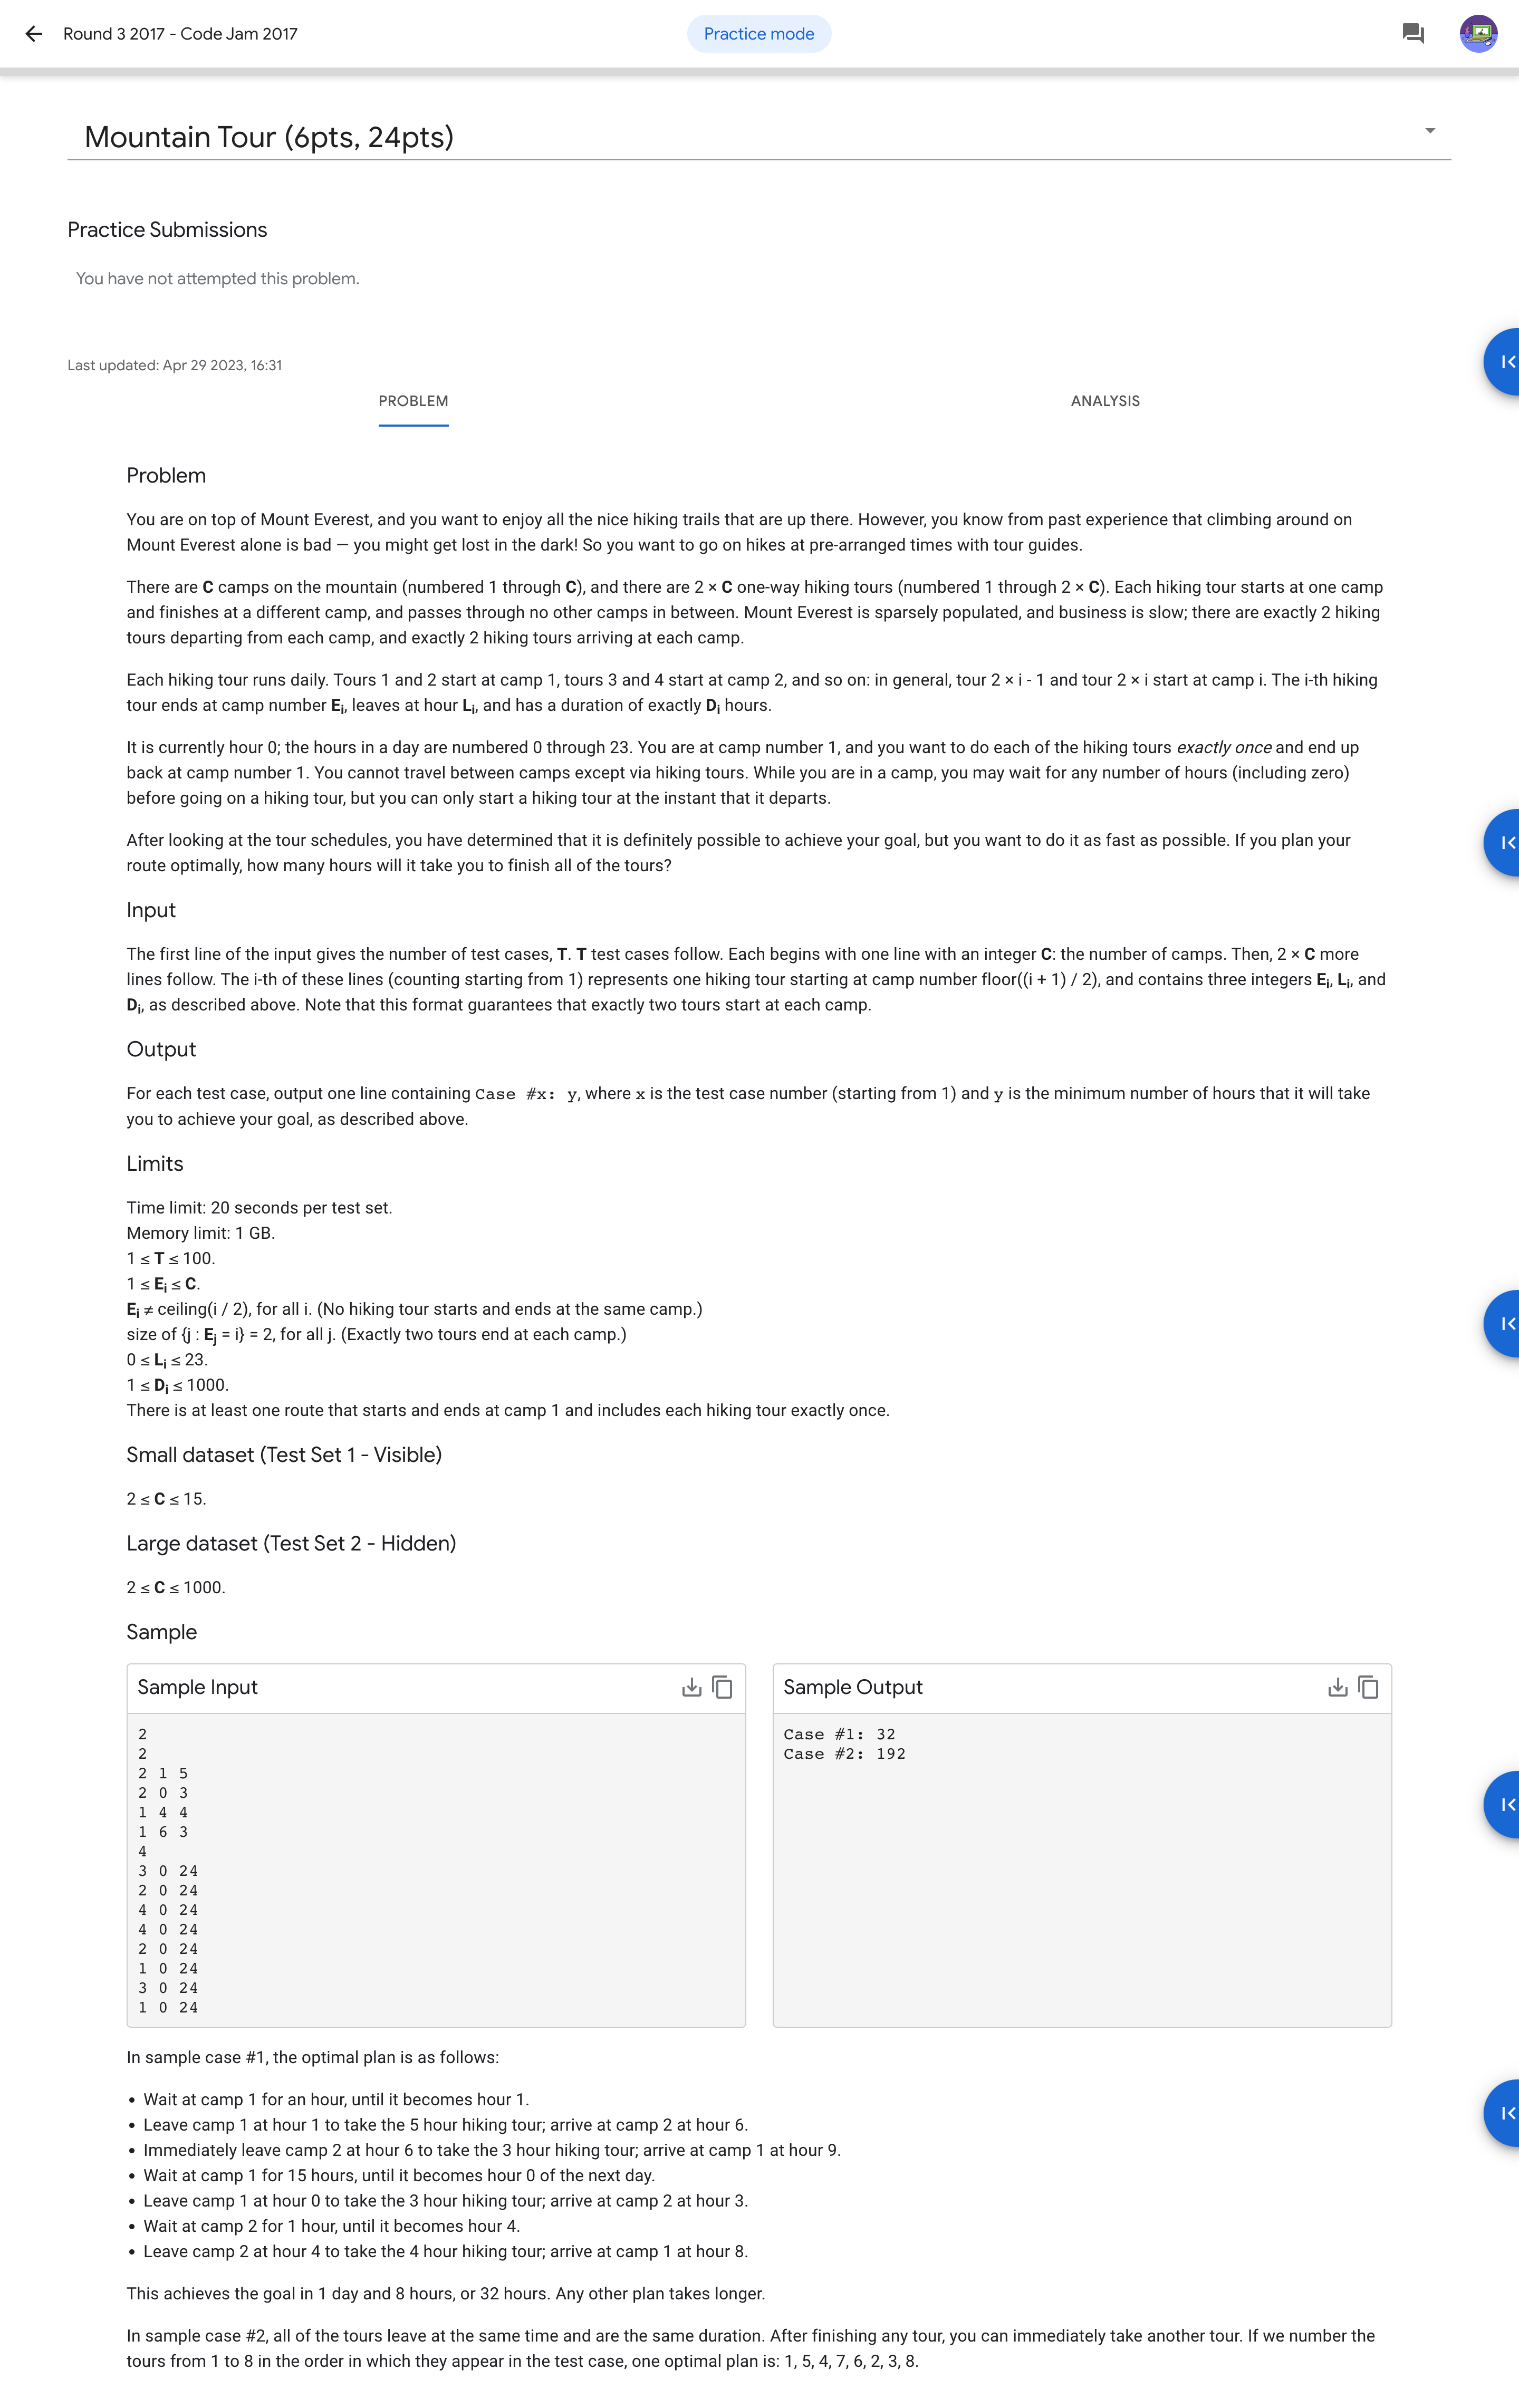 Round 3 2017 - Code Jam 2017
Practice mode
Mountain Tour (6pts, 24pts)
Practice Submissions
You have not attempted this problem.
Last updated: Apr 29 2023, 16:31
PROBLEM
ANALYSIS
Problem
You are on top of Mount Everest, and you want to enjoy all the nice hiking trails that are up there. However, you know from past experience that climbing around on
Mount Everest alone is bad — you might get lost in the dark! So you want to go on hikes at pre-arranged times with tour guides.
There are C camps on the mountain (numbered 1 through C), and there are 2 × C one-way hiking tours (numbered 1 through 2 × C). Each hiking tour starts at one camp
and finishes at a different camp, and passes through no other camps in between. Mount Everest is sparsely populated, and business is slow; there are exactly 2 hiking
tours departing from each camp, and exactly 2 hiking tours arriving at each camp.
Each hiking tour runs daily. Tours 1 and 2 start at camp 1, tours 3 and 4 start at camp 2, and so on: in general, tour 2 × i - 1 and tour 2 × i start at camp i. The i-th hiking
tour ends at camp number Ei, leaves at hour Li, and has a duration of exactly Di hours.
It is currently hour 0; the hours in a day are numbered 0 through 23. You are at camp number 1, and you want to do each of the hiking tours exactly once and end up
back at camp number 1. You cannot travel between camps except via hiking tours. While you are in a camp, you may wait for any number of hours (including zero)
before going on a hiking tour, but you can only start a hiking tour at the instant that it departs.
After looking at the tour schedules, you have determined that it is definitely possible to achieve your goal, but you want to do it as fast as possible. If you plan your
route optimally, how many hours will it take you to finish all of the tours?
Input
The first line of the input gives the number of test cases, T. T test cases follow. Each begins with one line with an integer C: the number of camps. Then, 2 × C more
lines follow. The i-th of these lines (counting starting from 1) represents one hiking tour starting at camp number floor((i + 1) / 2), and contains three integers Ei, Li, and
Di, as described above. Note that this format guarantees that exactly two tours start at each camp.
Output
For each test case, output one line containing Case #x: y, where x is the test case number (starting from 1) and y is the minimum number of hours that it will take
you to achieve your goal, as described above.
Limits
Time limit: 20 seconds per test set.
Memory limit: 1 GB.
1 ≤ T ≤ 100.
1 ≤ Ei ≤ C.
Ei ≠ ceiling(i / 2), for all i. (No hiking tour starts and ends at the same camp.)
size of {j : Ej = i} = 2, for all j. (Exactly two tours end at each camp.)
0 ≤ Li ≤ 23.
1 ≤ Di ≤ 1000.
There is at least one route that starts and ends at camp 1 and includes each hiking tour exactly once.
Small dataset (Test Set 1 - Visible)
2 ≤ C ≤ 15.
Large dataset (Test Set 2 - Hidden)
2 ≤ C ≤ 1000.
Sample
Sample Input
2
2
2 1 5
2 0 3
1 4 4
1 6 3
4
3 0 24
2 0 24
4 0 24
4 0 24
2 0 24
1 0 24
3 0 24
1 0 24
Sample Output
Case #1: 32
Case #2: 192
In sample case #1, the optimal plan is as follows:
• Wait at camp 1 for an hour, until it becomes hour 1.
• Leave camp 1 at hour 1 to take the 5 hour hiking tour; arrive at camp 2 at hour 6.
• Immediately leave camp 2 at hour 6 to take the 3 hour hiking tour; arrive at camp 1 at hour 9.
• Wait at camp 1 for 15 hours, until it becomes hour 0 of the next day.
• Leave camp 1 at hour 0 to take the 3 hour hiking tour; arrive at camp 2 at hour 3.
• Wait at camp 2 for 1 hour, until it becomes hour 4.
• Leave camp 2 at hour 4 to take the 4 hour hiking tour; arrive at camp 1 at hour 8.
This achieves the goal in 1 day and 8 hours, or 32 hours. Any other plan takes longer.
In sample case #2, all of the tours leave at the same time and are the same duration. After finishing any tour, you can immediately take another tour. If we number the
tours from 1 to 8 in the order in which they appear in the test case, one optimal plan is: 1, 5, 4, 7, 6, 2, 3, 8.